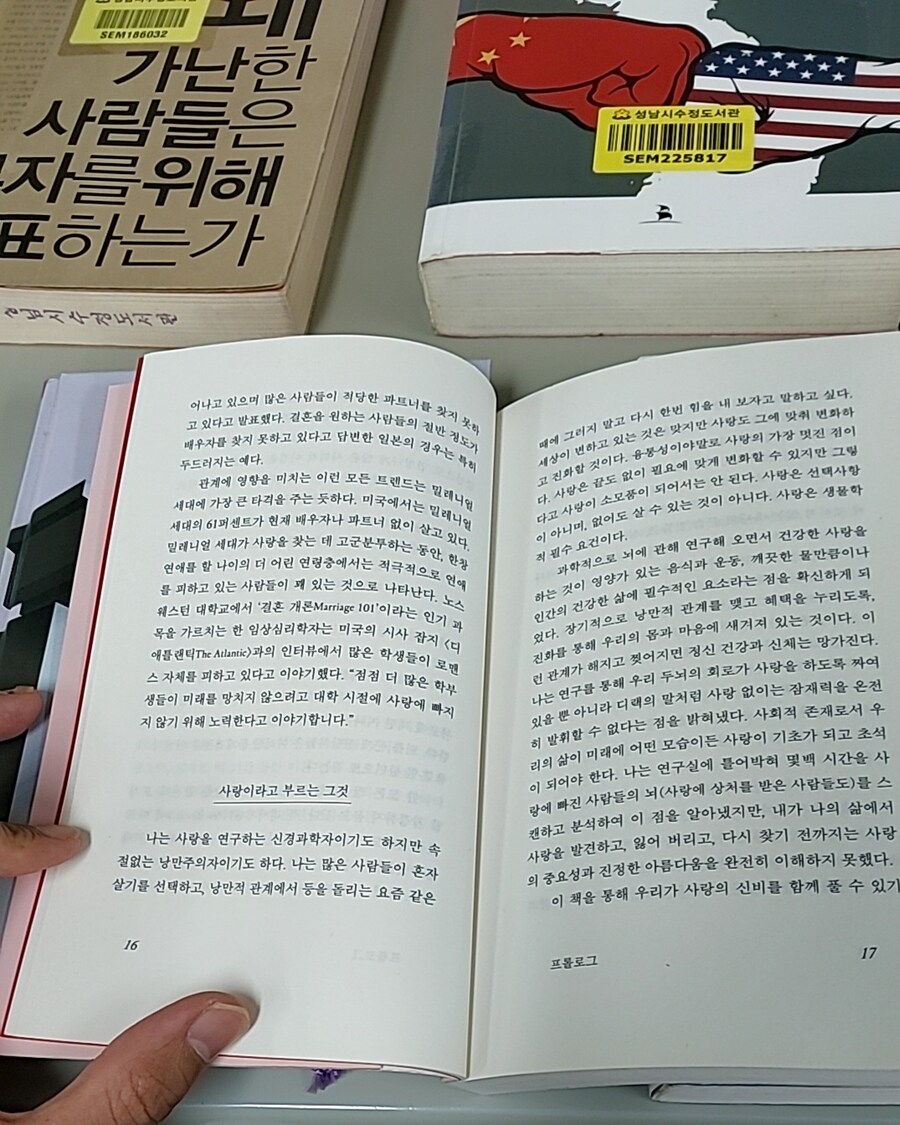 SEM186032
왜
가난한
사람들은
부자를위해
표하는가
성남시수정도서관
성남시수정도서관
SEM225817
어나고 있으며 많은 사람들이 적당한 파트너를 찾지 못하
고 있다고 발표했다. 결혼을 원하는 사람들의 절반 정도가
배우자를 찾지 못하고 있다고 답변한 일본의 경우는 특히
두드러지는 예다.
관계에 영향을 미치는 이런 모든 트렌드는 밀레니얼
세대에 가장 큰 타격을 주는 듯하다. 미국에서는 밀레니얼
세대의 61퍼센트가 현재 배우자나 파트너 없이 살고 있다.
밀레니얼 세대가 사랑을 찾는 데 고군분투하는 동안, 한창
연애를 할 나이의 더 어린 연령층에서는 적극적으로 연애
를 피하고 있는 사람들이 꽤 있는 것으로 나타난다. 노스
웨스턴 대학교에서 '결혼 개론Marriage 101'이라는 인기 과
목을 가르치는 한 임상심리학자는 미국의 시사 잡지 〈디
애틀랜틱The Atlantic〉과의 인터뷰에서 많은 학생들이 로맨
스 자체를 피하고 있다고 이야기했다. "점점 더 많은 학부
생들이 미래를 망치지 않으려고 대학 시절에 사랑에 빠지
지 않기 위해 노력한다고 이야기합니다."
사랑이라고 부르는 그것
나는 사랑을 연구하는 신경과학자이기도 하지만 속
절없는 낭만주의자이기도 하다. 나는 많은 사람들이 혼자
살기를 선택하고, 낭만적 관계에서 등을 돌리는 요즘 같은
16
때에 그러지 말고 다시 한번 힘을 내 보자고 말하고 싶다.
세상이 변하고 있는 것은 맞지만 사랑도 그에 맞춰 변화하
고 진화할 것이다. 융통성이야말로 사랑의 가장 멋진 점이
다. 사랑은 끝도 없이 필요에 맞게 변화할 수 있지만 그렇
다고 사랑이 소모품이 되어서는 안 된다. 사랑은 선택사항
이 아니며, 없어도 살 수 있는 것이 아니다. 사랑은 생물학
적 필수 요건이다.
과학적으로 뇌에 관해 연구해 오면서 건강한 사랑을
하는 것이 영양가 있는 음식과 운동, 깨끗한 물만큼이나
인간의 건강한 삶에 필수적인 요소라는 점을 확신하게 되
었다. 장기적으로 낭만적 관계를 맺고 혜택을 누리도록,
진화를 통해 우리의 몸과 마음에 새겨져 있는 것이다. 이
런 관계가 해지고 찢어지면 정신 건강과 신체는 망가진다.
나는 연구를 통해 우리 두뇌의 회로가 사랑을 하도록 짜여
있을 뿐 아니라 디랙의 말처럼 사랑 없이는 잠재력을 온전
히 발휘할 수 없다는 점을 밝혀냈다. 사회적 존재로서 우
리의 삶이 미래에 어떤 모습이든 사랑이 기초가 되고 초석
이 되어야 한다. 나는 연구실에 틀어박혀 몇백 시간을 사
랑에 빠진 사람들의 뇌(사랑에 상처를 받은 사람들도)를 스
캔하고 분석하여 이 점을 알아냈지만, 내가 나의 삶에서
사랑을 발견하고, 잃어 버리고, 다시 찾기 전까지는 사랑
의 중요성과 진정한 아름다움을 완전히 이해하지 못했다.
이 책을 통해 우리가 사랑의 신비를 함께 풀 수 있기
프롤로그
17